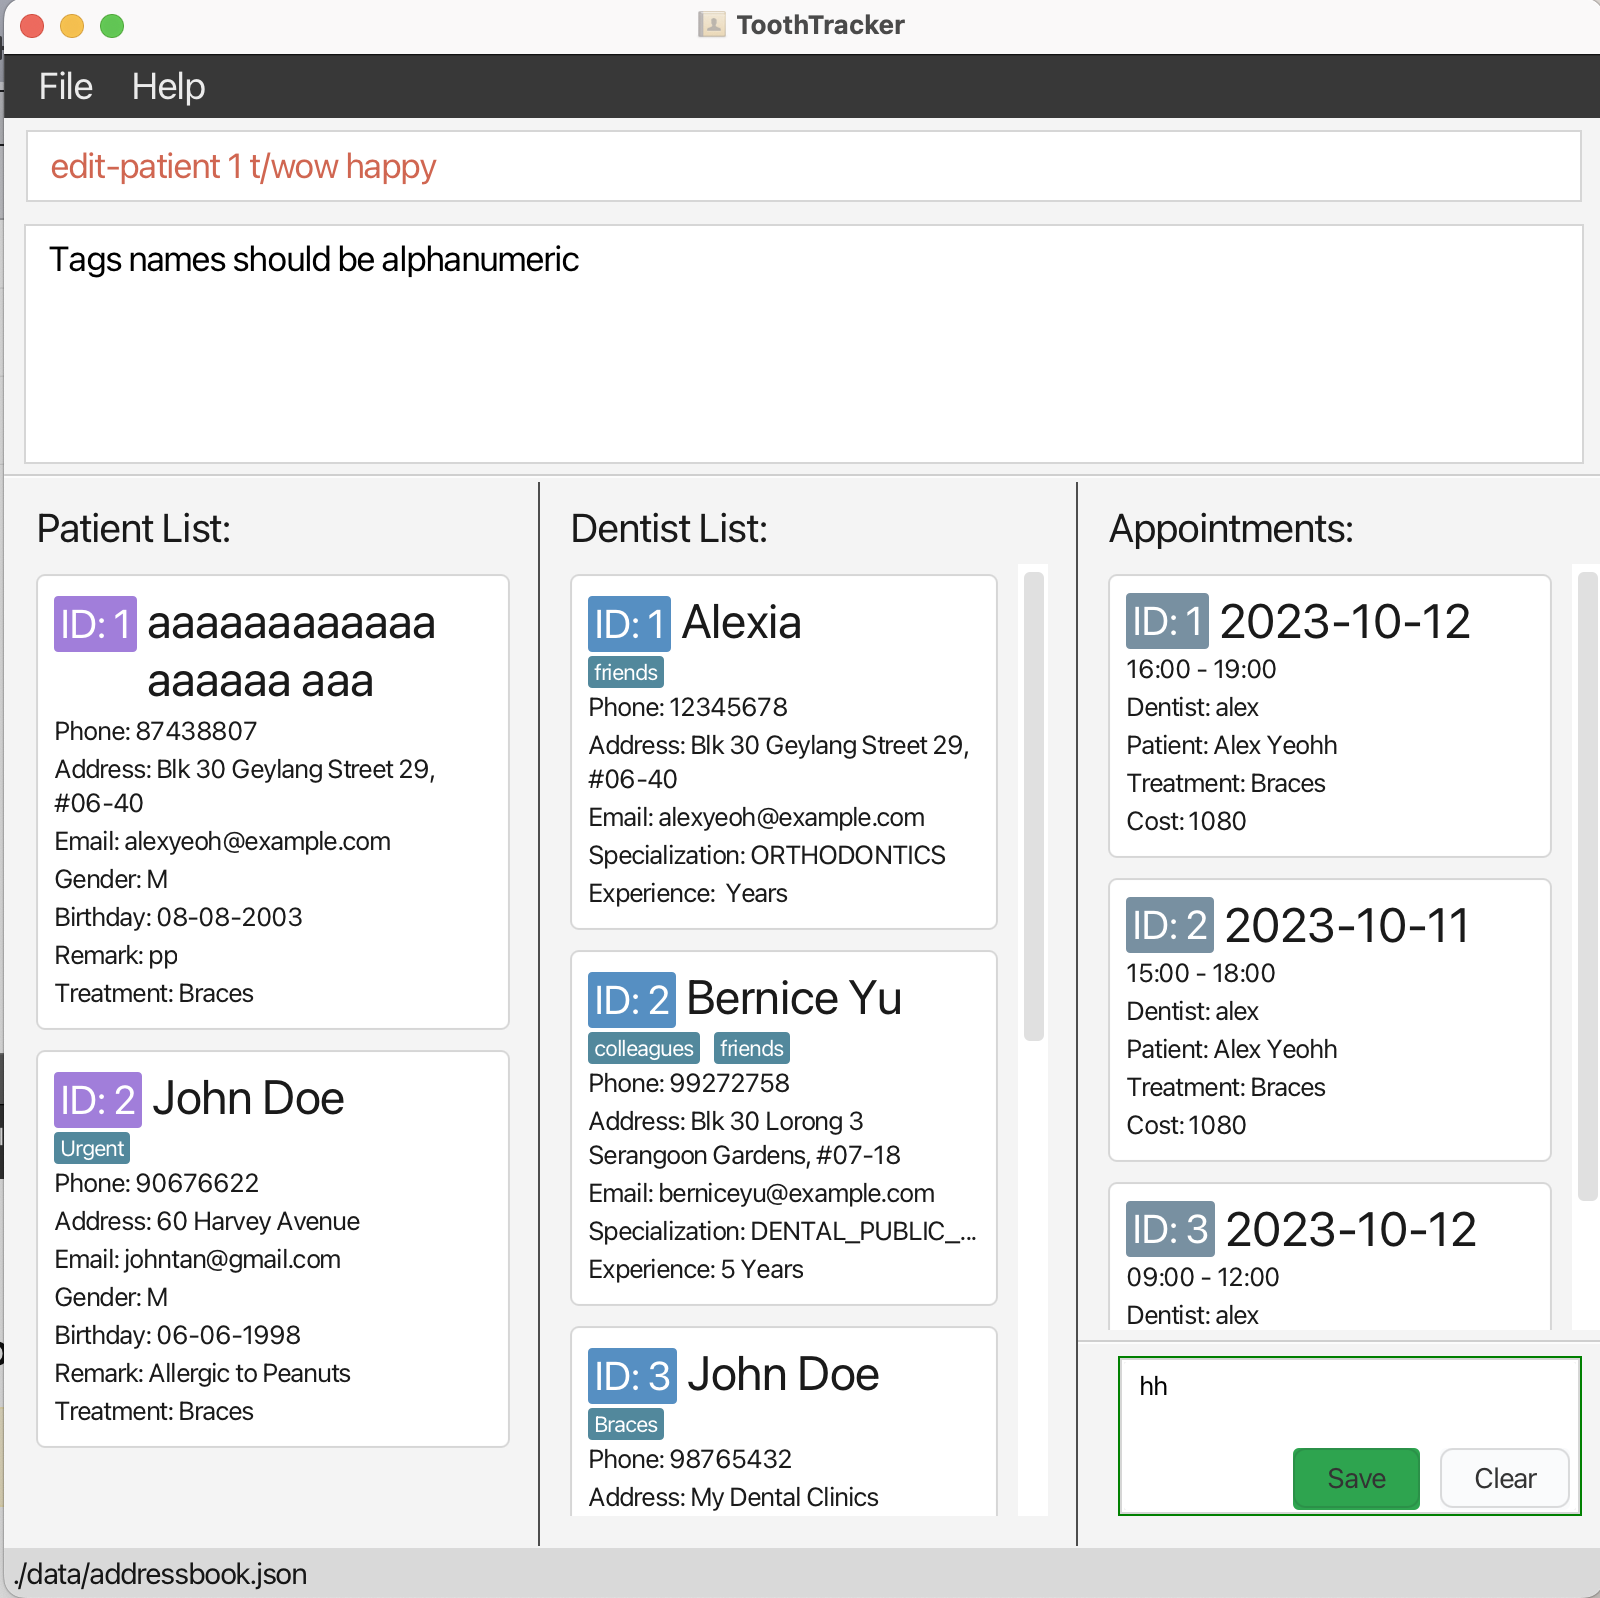 ToothTracker
File Help
edit-patient 1 t/wow happy
Tags names should be alphanumeric
Patient List:
ID: 1 aaaaaaaaaaaa
aaaaaa aaa
Phone: 87438807
Address: Blk 30 Geylang Street 29,
#06-40
Email: alexyeoh@example.com
Gender: M
Birthday: 08-08-2003
Remark: pp
Treatment: Braces
ID: 2 John Doe
Urgent
Phone: 90676622
Address: 60 Harvey Avenue
Email: johntan@gmail.com
Gender: M
Birthday: 06-06-1998
Remark: Allergic to Peanuts
Treatment: Braces
Dentist List:
ID: 1 Alexia
friends
Phone: 12345678
Address: Blk 30 Geylang Street 29,
#06-40
Email: alexyeoh@example.com
Specialization: ORTHODONTICS
Experience: Years
ID: 2 Bernice Yu
colleagues friends
Phone: 99272758
Address: Blk 30 Lorong 3
Serangoon Gardens, #07-18
Email: berniceyu@example.com
Specialization: DENTAL_PUBLIC_...
Experience: 5 Years
ID: 3 John Doe
Braces
Phone: 98765432
Address: My Dental Clinics
Appointments:
ID: 1 2023-10-12
16:00 - 19:00
Dentist: alex
Patient: Alex Yeohh
Treatment: Braces
Cost: 1080
ID: 2 2023-10-11
15:00 - 18:00
Dentist: alex
Patient: Alex Yeohh
Treatment: Braces
Cost: 1080
ID: 3 2023-10-12
09:00 - 12:00
Dentist: alex
hh
Save Clear
./data/addressbook.json